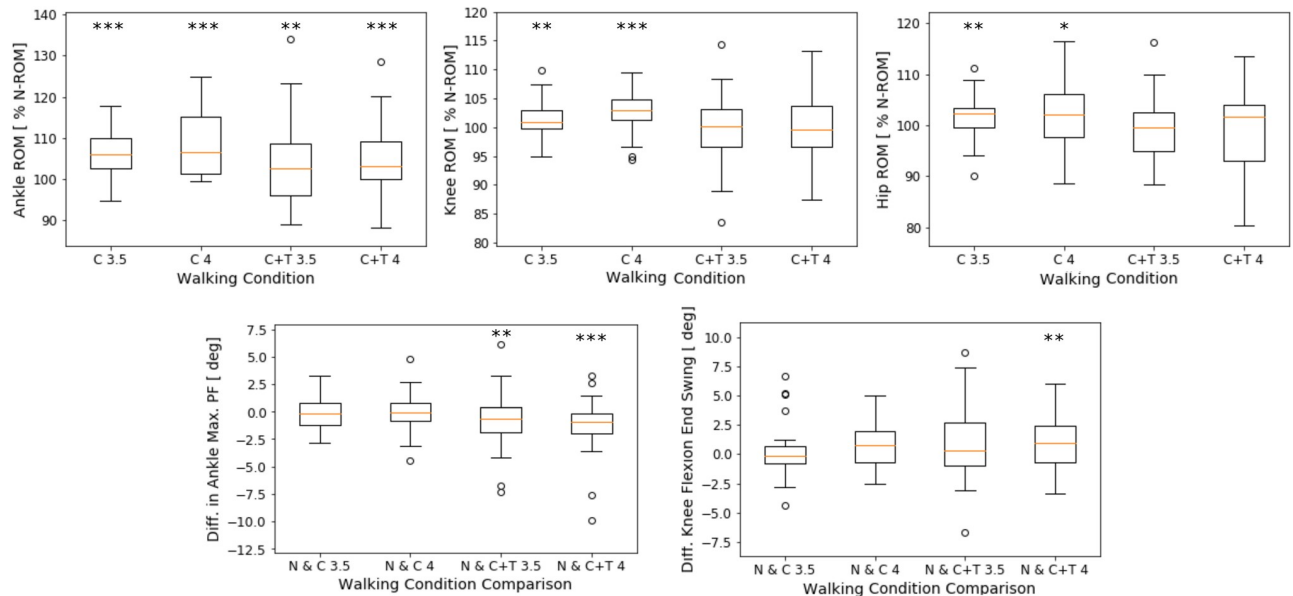 *** *** ** ***
Ankle ROM [ % N-ROM]
140
130
120
110
100
90
C 3.5 C 4 C+T 3.5 C+T 4
Walking Condition
** ***
Knee ROM [ % N-ROM]
120
115
110
105
100
95
90
85
80
C 3.5 C 4 C+T 3.5 C+T 4
Walking Condition
** *
Hip ROM [ % N-ROM]
120
110
100
90
80
C 3.5 C 4 C+T 3.5 C+T 4
Walking Condition
** ***
Diff. in Ankle Max. PF [ deg]
7.5
5.0
2.5
0.0
−2.5
−5.0
−7.5
−10.0
−12.5
N & C 3.5 N & C 4 N & C+T 3.5 N & C+T 4
Walking Condition Comparison
**
Diff. Knee Flexion End Swing [ deg]
10.0
7.5
5.0
2.5
0.0
−2.5
−5.0
−7.5
N & C 3.5 N & C 4 N & C+T 3.5 N & C+T 4
Walking Condition Comparison